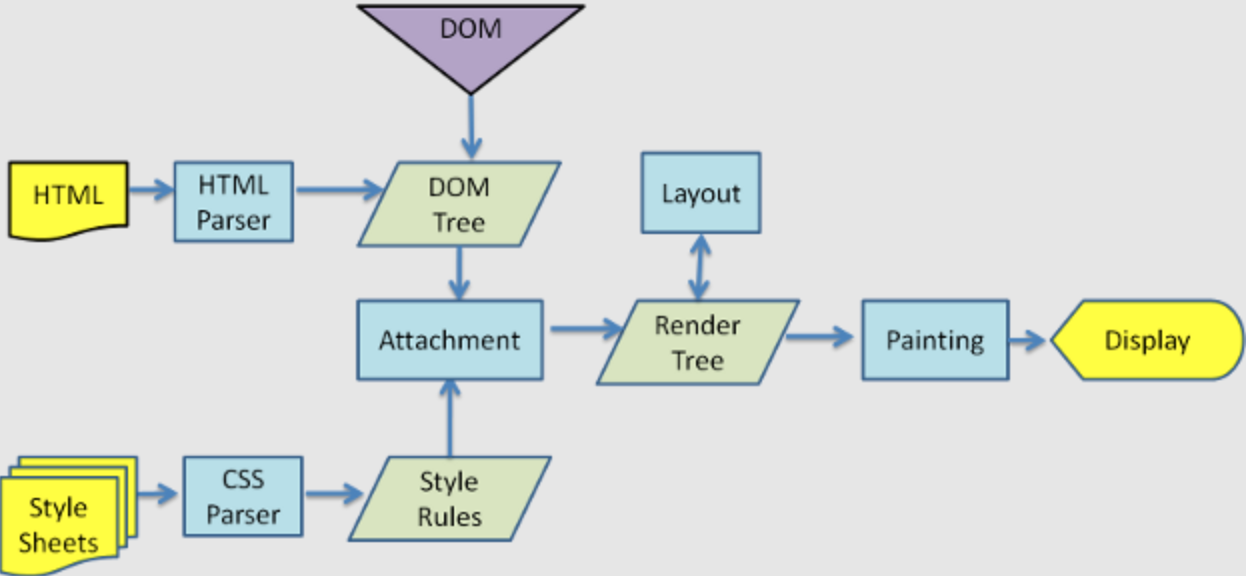 DOM
HTML
HTML
Parser
DOM
Tree
Layout
Attachment
Render
Tree
Painting
Display
Style
Sheets
CSS
Parser
Style
Rules